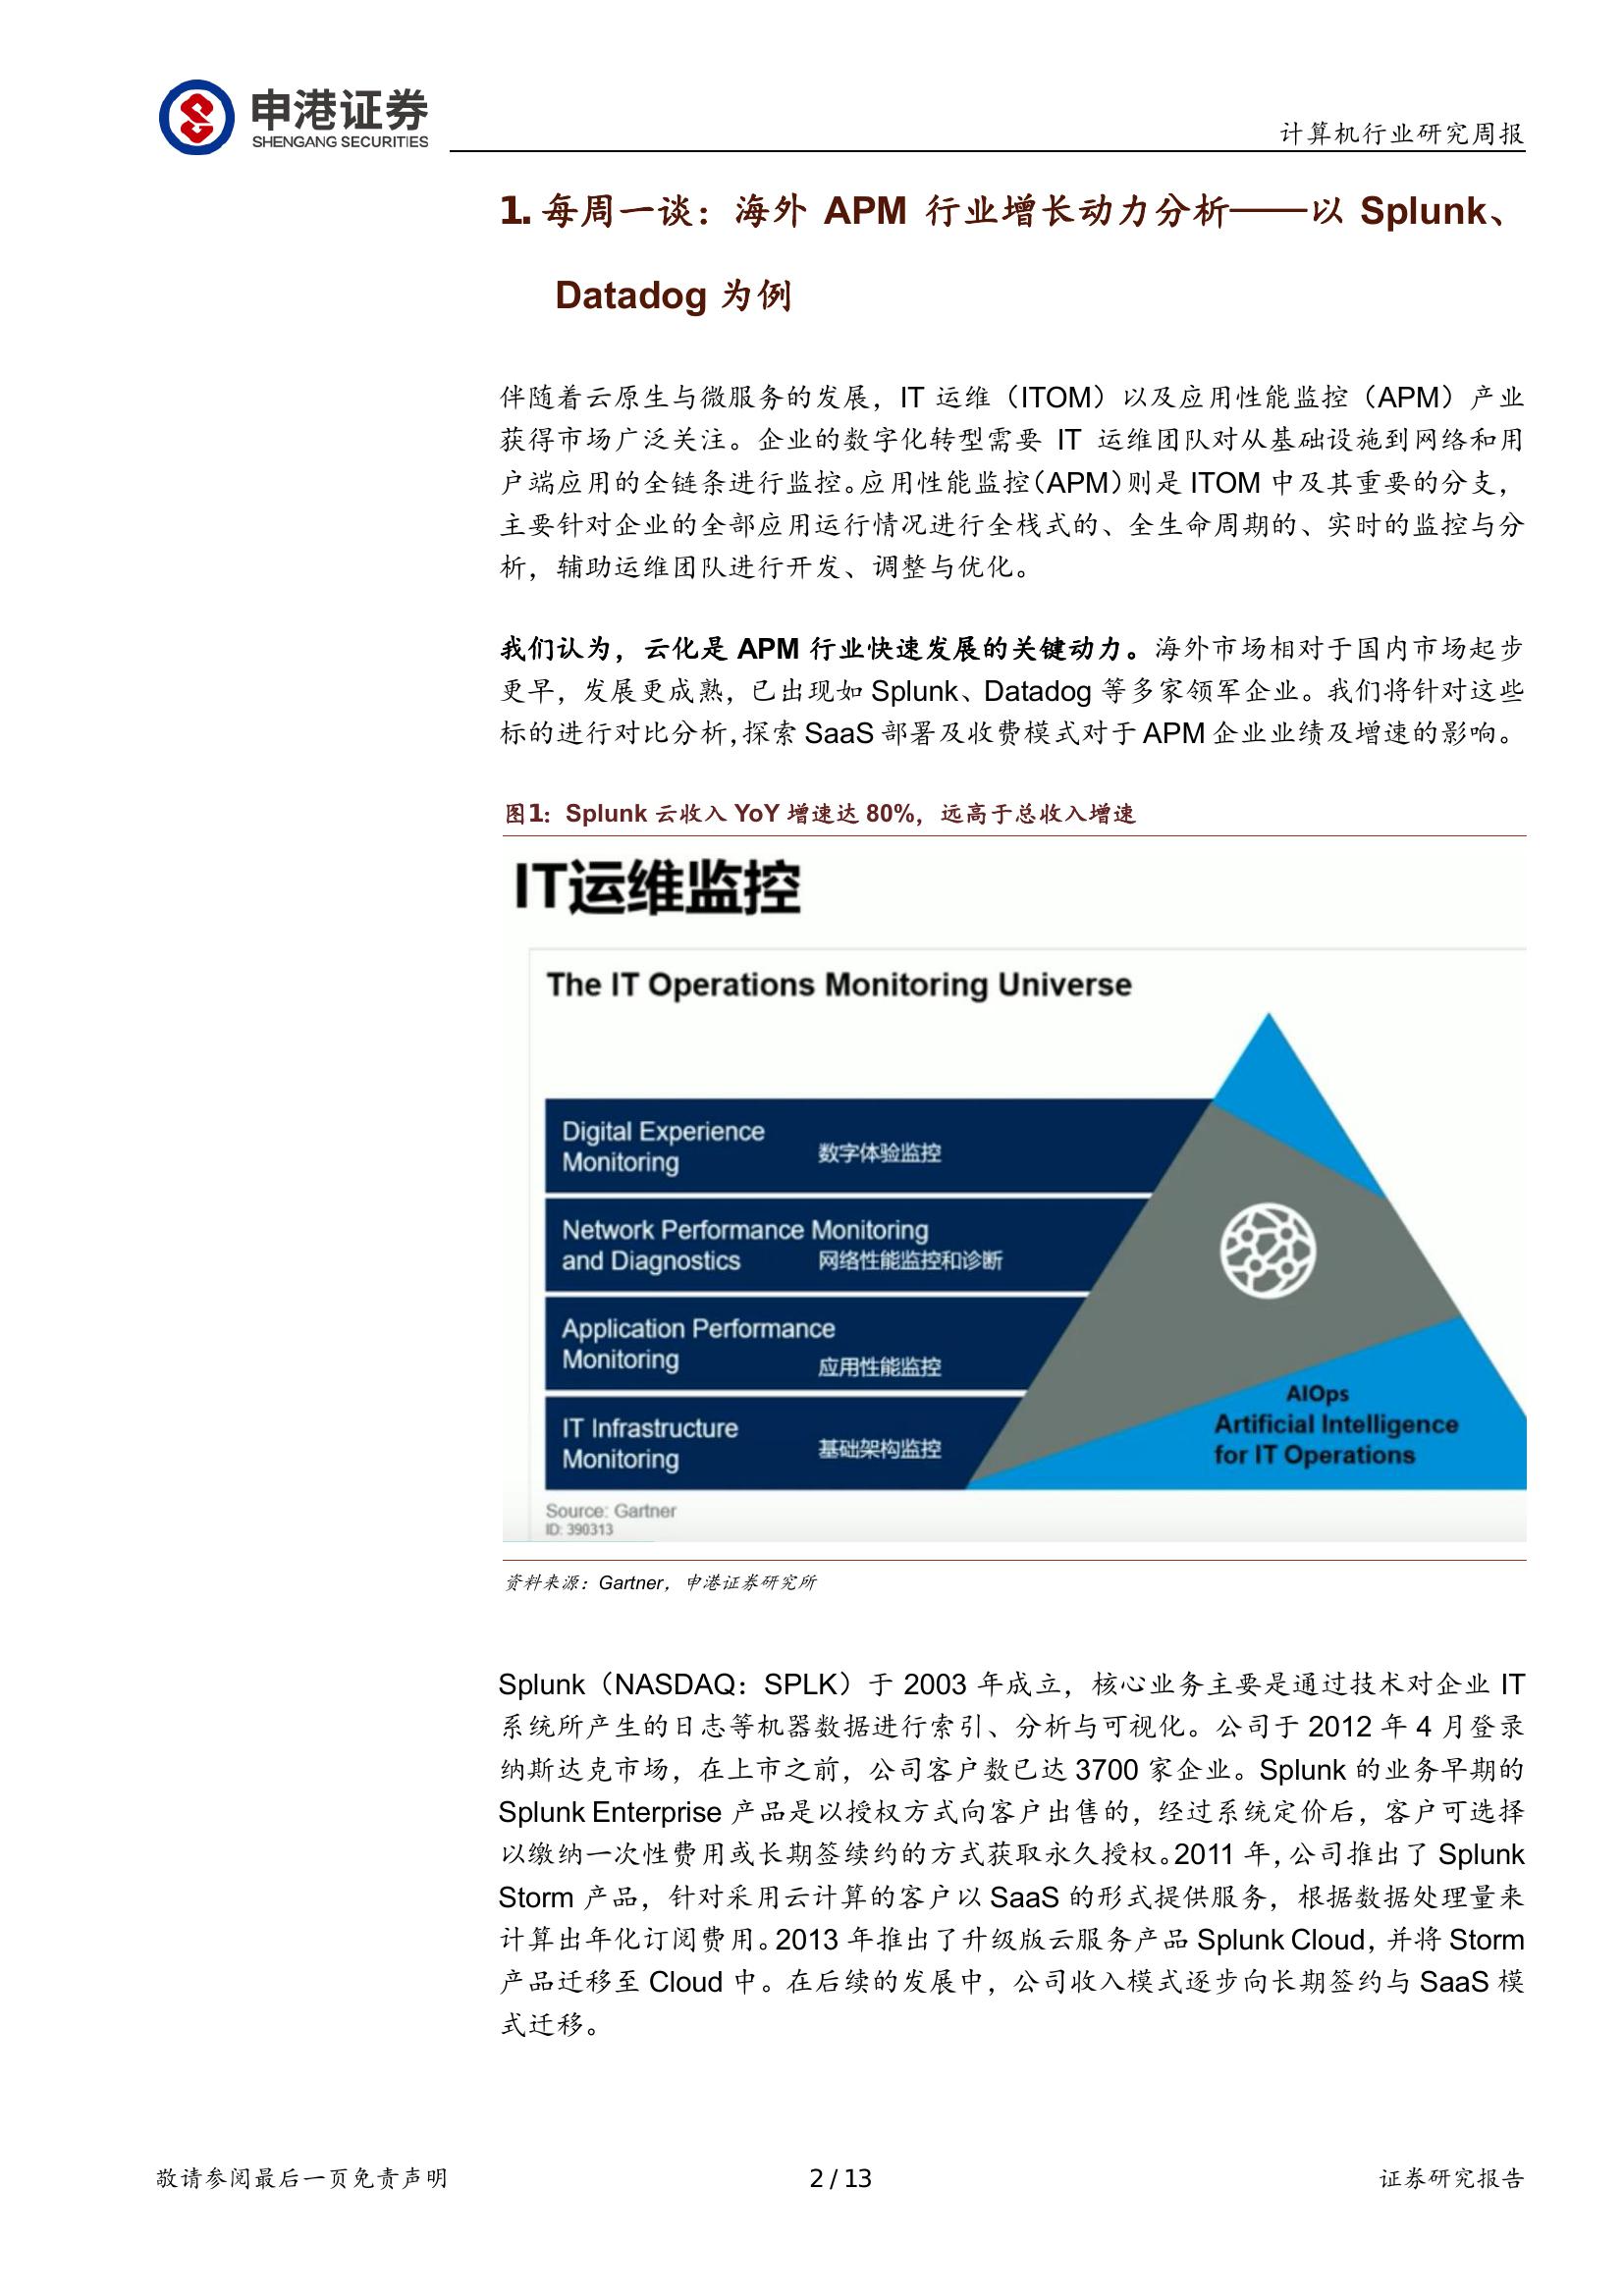 申港证券
SHENGANG SECURITIES
计算机行业研究周报
1. 每周一谈：海外 APM 行业增长动力分析——以 Splunk、
Datadog 为例
伴随着云原生与微服务的发展，IT 运维（ITOM）以及应用性能监控（APM）产业
获得市场广泛关注。企业的数字化转型需要 IT 运维团队对从基础设施到网络和用
户端应用的全链条进行监控。应用性能监控（APM）则是 ITOM 中及其重要的分支，
主要针对企业的全部应用运行情况进行全栈式的、全生命周期的、实时的监控与分
析，辅助运维团队进行开发、调整与优化。
我们认为，云化是 APM 行业快速发展的关键动力。海外市场相对于国内市场起步
更早，发展更成熟，已出现如 Splunk、Datadog 等多家领军企业。我们将针对这些
标的进行对比分析，探索 SaaS 部署及收费模式对于 APM 企业业绩及增速的影响。
图1：Splunk 云收入 YoY 增速达 80%，远高于总收入增速
IT运维监控
The IT Operations Monitoring Universe
Digital Experience
Monitoring 数字体验监控
Network Performance Monitoring
and Diagnostics 网络性能监控和诊断
Application Performance
Monitoring 应用性能监控
IT Infrastructure
Monitoring 基础架构监控
AIOps
Artificial Intelligence
for IT Operations
Source: Gartner
ID: 390313
资料来源：Gartner，申港证券研究所
Splunk（NASDAQ：SPLK）于 2003 年成立，核心业务主要是通过技术对企业 IT
系统所产生的日志等机器数据进行索引、分析与可视化。公司于 2012 年 4 月登录
纳斯达克市场，在上市之前，公司客户数已达 3700 家企业。Splunk 的业务早期的
Splunk Enterprise 产品是以授权方式向客户出售的，经过系统定价后，客户可选择
以缴纳一次性费用或长期签续约的方式获取永久授权。2011 年，公司推出了 Splunk
Storm 产品，针对采用云计算的客户以 SaaS 的形式提供服务，根据数据处理量来
计算出年化订阅费用。2013 年推出了升级版云服务产品 Splunk Cloud，并将 Storm
产品迁移至 Cloud 中。在后续的发展中，公司收入模式逐步向长期签约与 SaaS 模
式迁移。
敬请参阅最后一页免责声明
2 / 13
证券研究报告